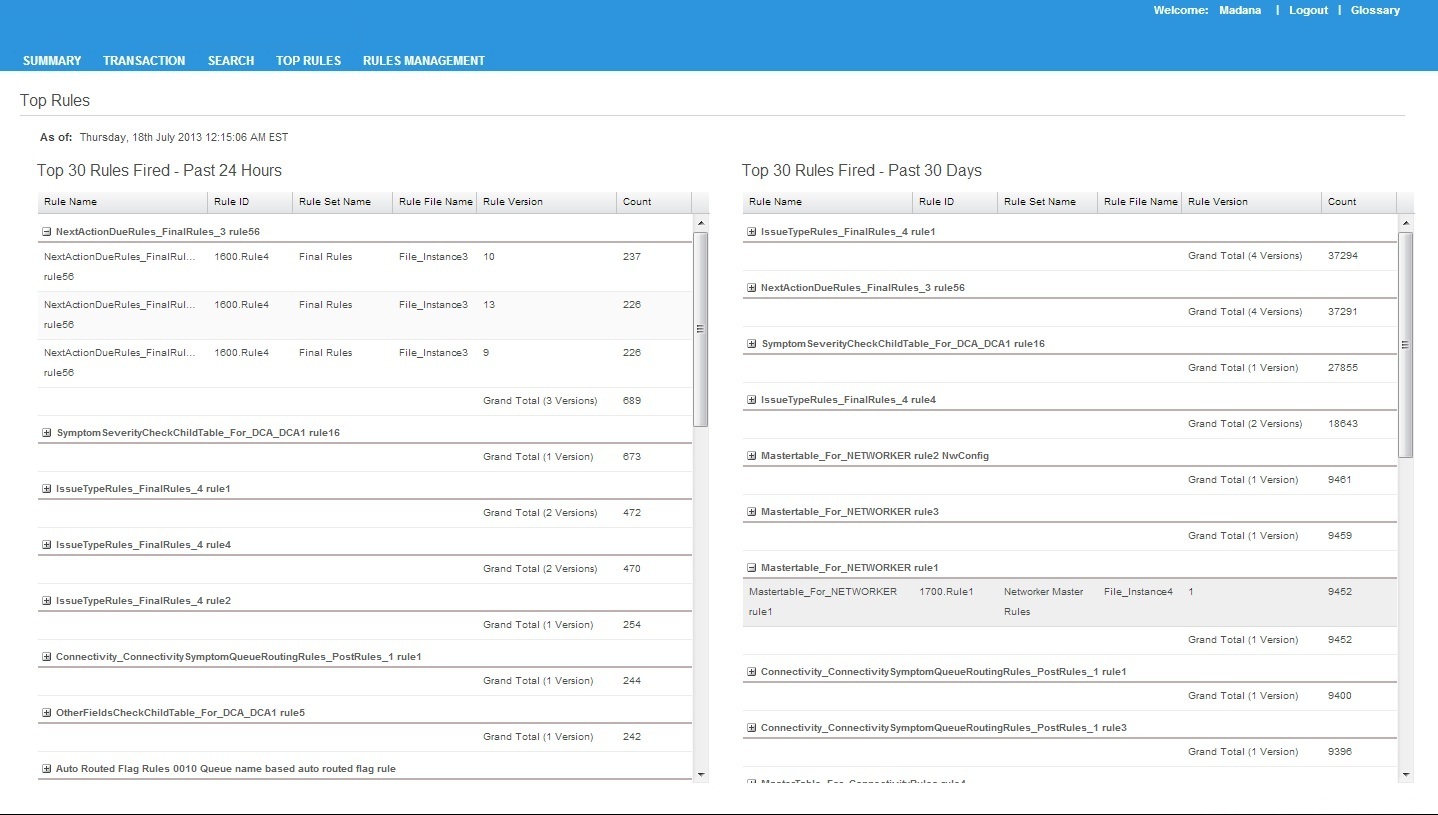 Welcome: Madana | Logout | Glossary
SUMMARY TRANSACTION SEARCH TOP RULES RULES MANAGEMENT
Top Rules
As of: Thursday, 18th July 2013 12:15:06 AM EST
Top 30 Rules Fired - Past 24 Hours
Rule Name Rule ID Rule Set Name Rule File Name Rule Version Count
NextActionDueRules_FinalRules_3 rule56
NextActionDueRules_FinalRul... 1600.Rule4 Final Rules File_Instance3 10 237
rule56
NextActionDueRules_FinalRul... 1600.Rule4 Final Rules File_Instance3 13 226
rule56
NextActionDueRules_FinalRul... 1600.Rule4 Final Rules File_Instance3 9 226
rule56
Grand Total (3 Versions) 689
SymptomSeverityCheckChildTable_For_DCA_DCA1 rule16
Grand Total (1 Version) 673
IssueTypeRules_FinalRules_4 rule1
Grand Total (2 Versions) 472
IssueTypeRules_FinalRules_4 rule4
Grand Total (2 Versions) 470
IssueTypeRules_FinalRules_4 rule2
Grand Total (1 Version) 254
Connectivity_ConnectivitySymptomQueueRoutingRules_PostRules_1 rule1
Grand Total (1 Version) 244
OtherFieldsCheckChildTable_For_DCA_DCA1 rule5
Grand Total (1 Version) 242
Auto Routed Flag Rules 0010 Queue name based auto routed flag rule
Top 30 Rules Fired - Past 30 Days
Rule Name Rule ID Rule Set Name Rule File Name Rule Version Count
IssueTypeRules_FinalRules_4 rule1
Grand Total (4 Versions) 37294
NextActionDueRules_FinalRules_3 rule56
Grand Total (4 Versions) 37291
SymptomSeverityCheckChildTable_For_DCA_DCA1 rule16
Grand Total (1 Version) 27855
IssueTypeRules_FinalRules_4 rule4
Grand Total (2 Versions) 18643
Mastertable_For_NETWORKER rule2 NwConfig
Grand Total (1 Version) 9461
Mastertable_For_NETWORKER rule3
Grand Total (1 Version) 9459
Mastertable_For_NETWORKER rule1
Mastertable_For_NETWORKER 1700.Rule1 Networker Master File_Instance4 1 9452
rule1 Rules
Grand Total (1 Version) 9452
Connectivity_ConnectivitySymptomQueueRoutingRules_PostRules_1 rule1
Grand Total (1 Version) 9400
Connectivity_ConnectivitySymptomQueueRoutingRules_PostRules_1 rule3
Grand Total (1 Version) 9396